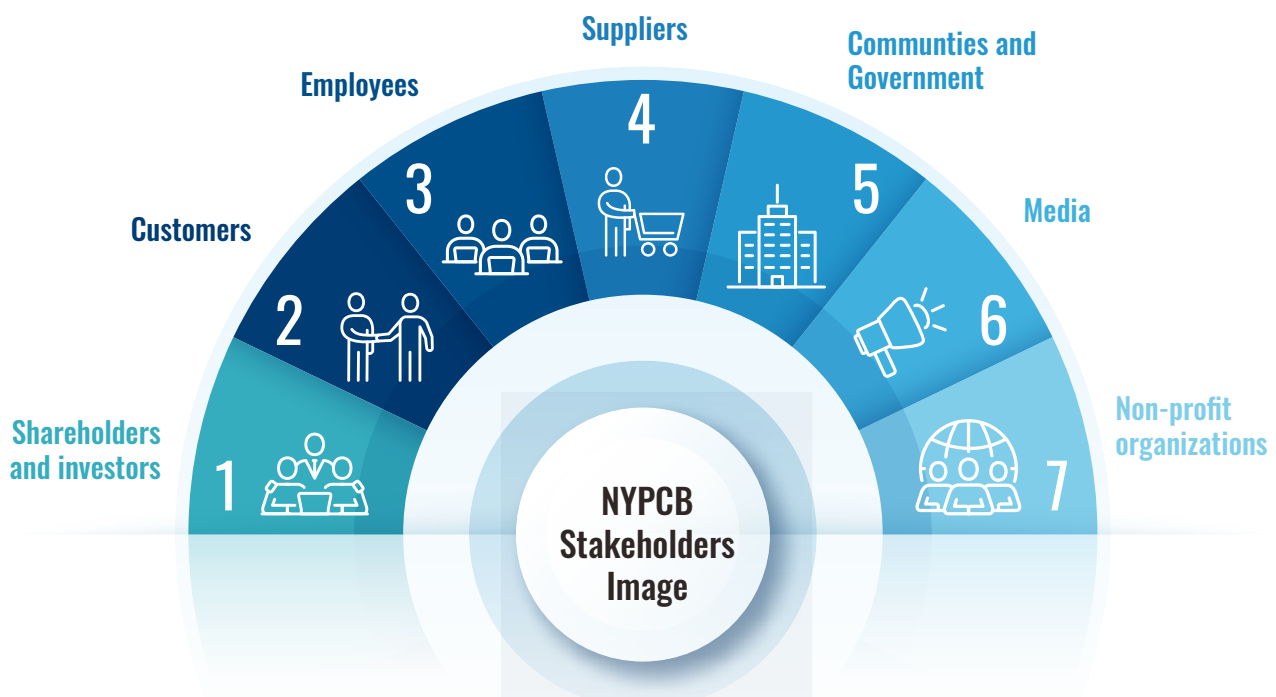 Suppliers
Communties and
Government
Employees
4
3
5
Customers
Media
2
6
Shareholders
and investors
1
Non-profit
organizations
7
NYPCB
Stakeholders
Image